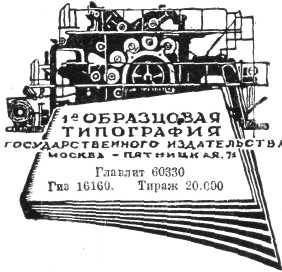 1ᵉ ОБРАЗЦОВАЯ
ТИПОГРАФИЯ
ГОСУДАРСТВЕННОГО ИЗДАТЕЛЬСТВА
МОСКВА – ПЯТНИЦКАЯ, 71
Главлит 60330
Гиз 16160. Тираж 20.000